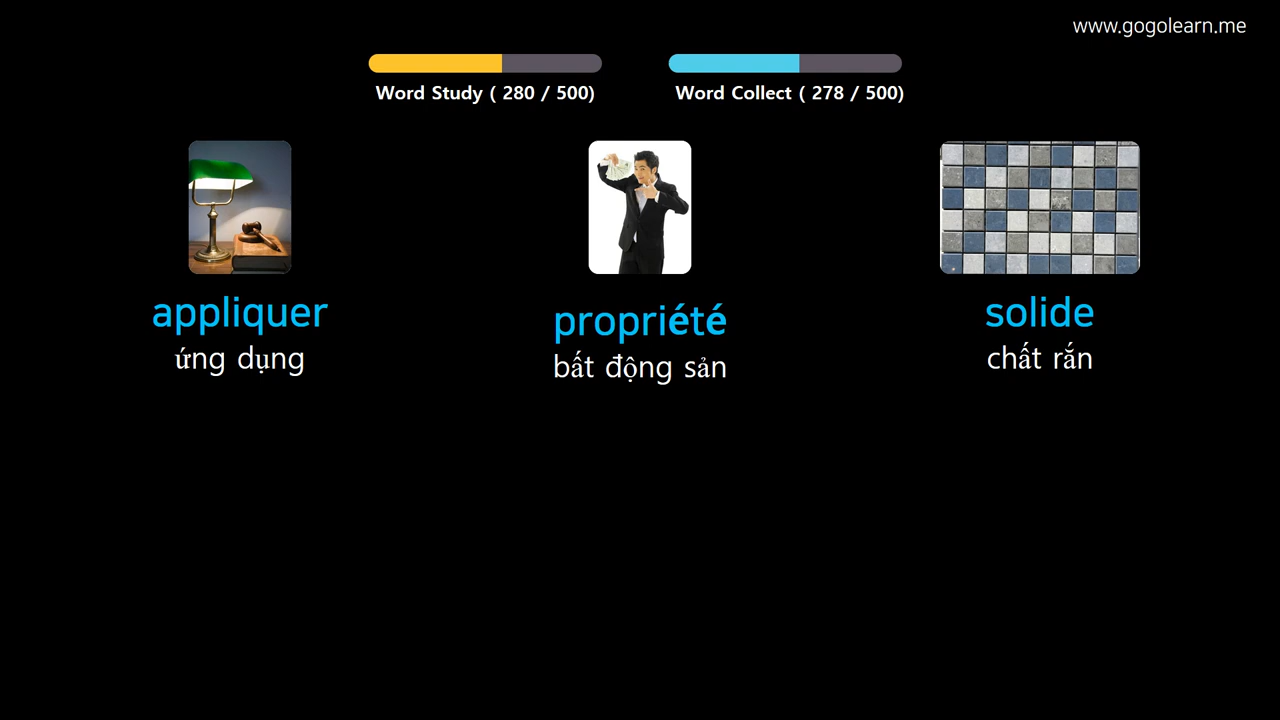 www.gogolearn.me
Word Study ( 280 / 500)
Word Collect ( 278 / 500)
appliquer
ứng dụng
propriété
bất động sản
solide
chất rắn